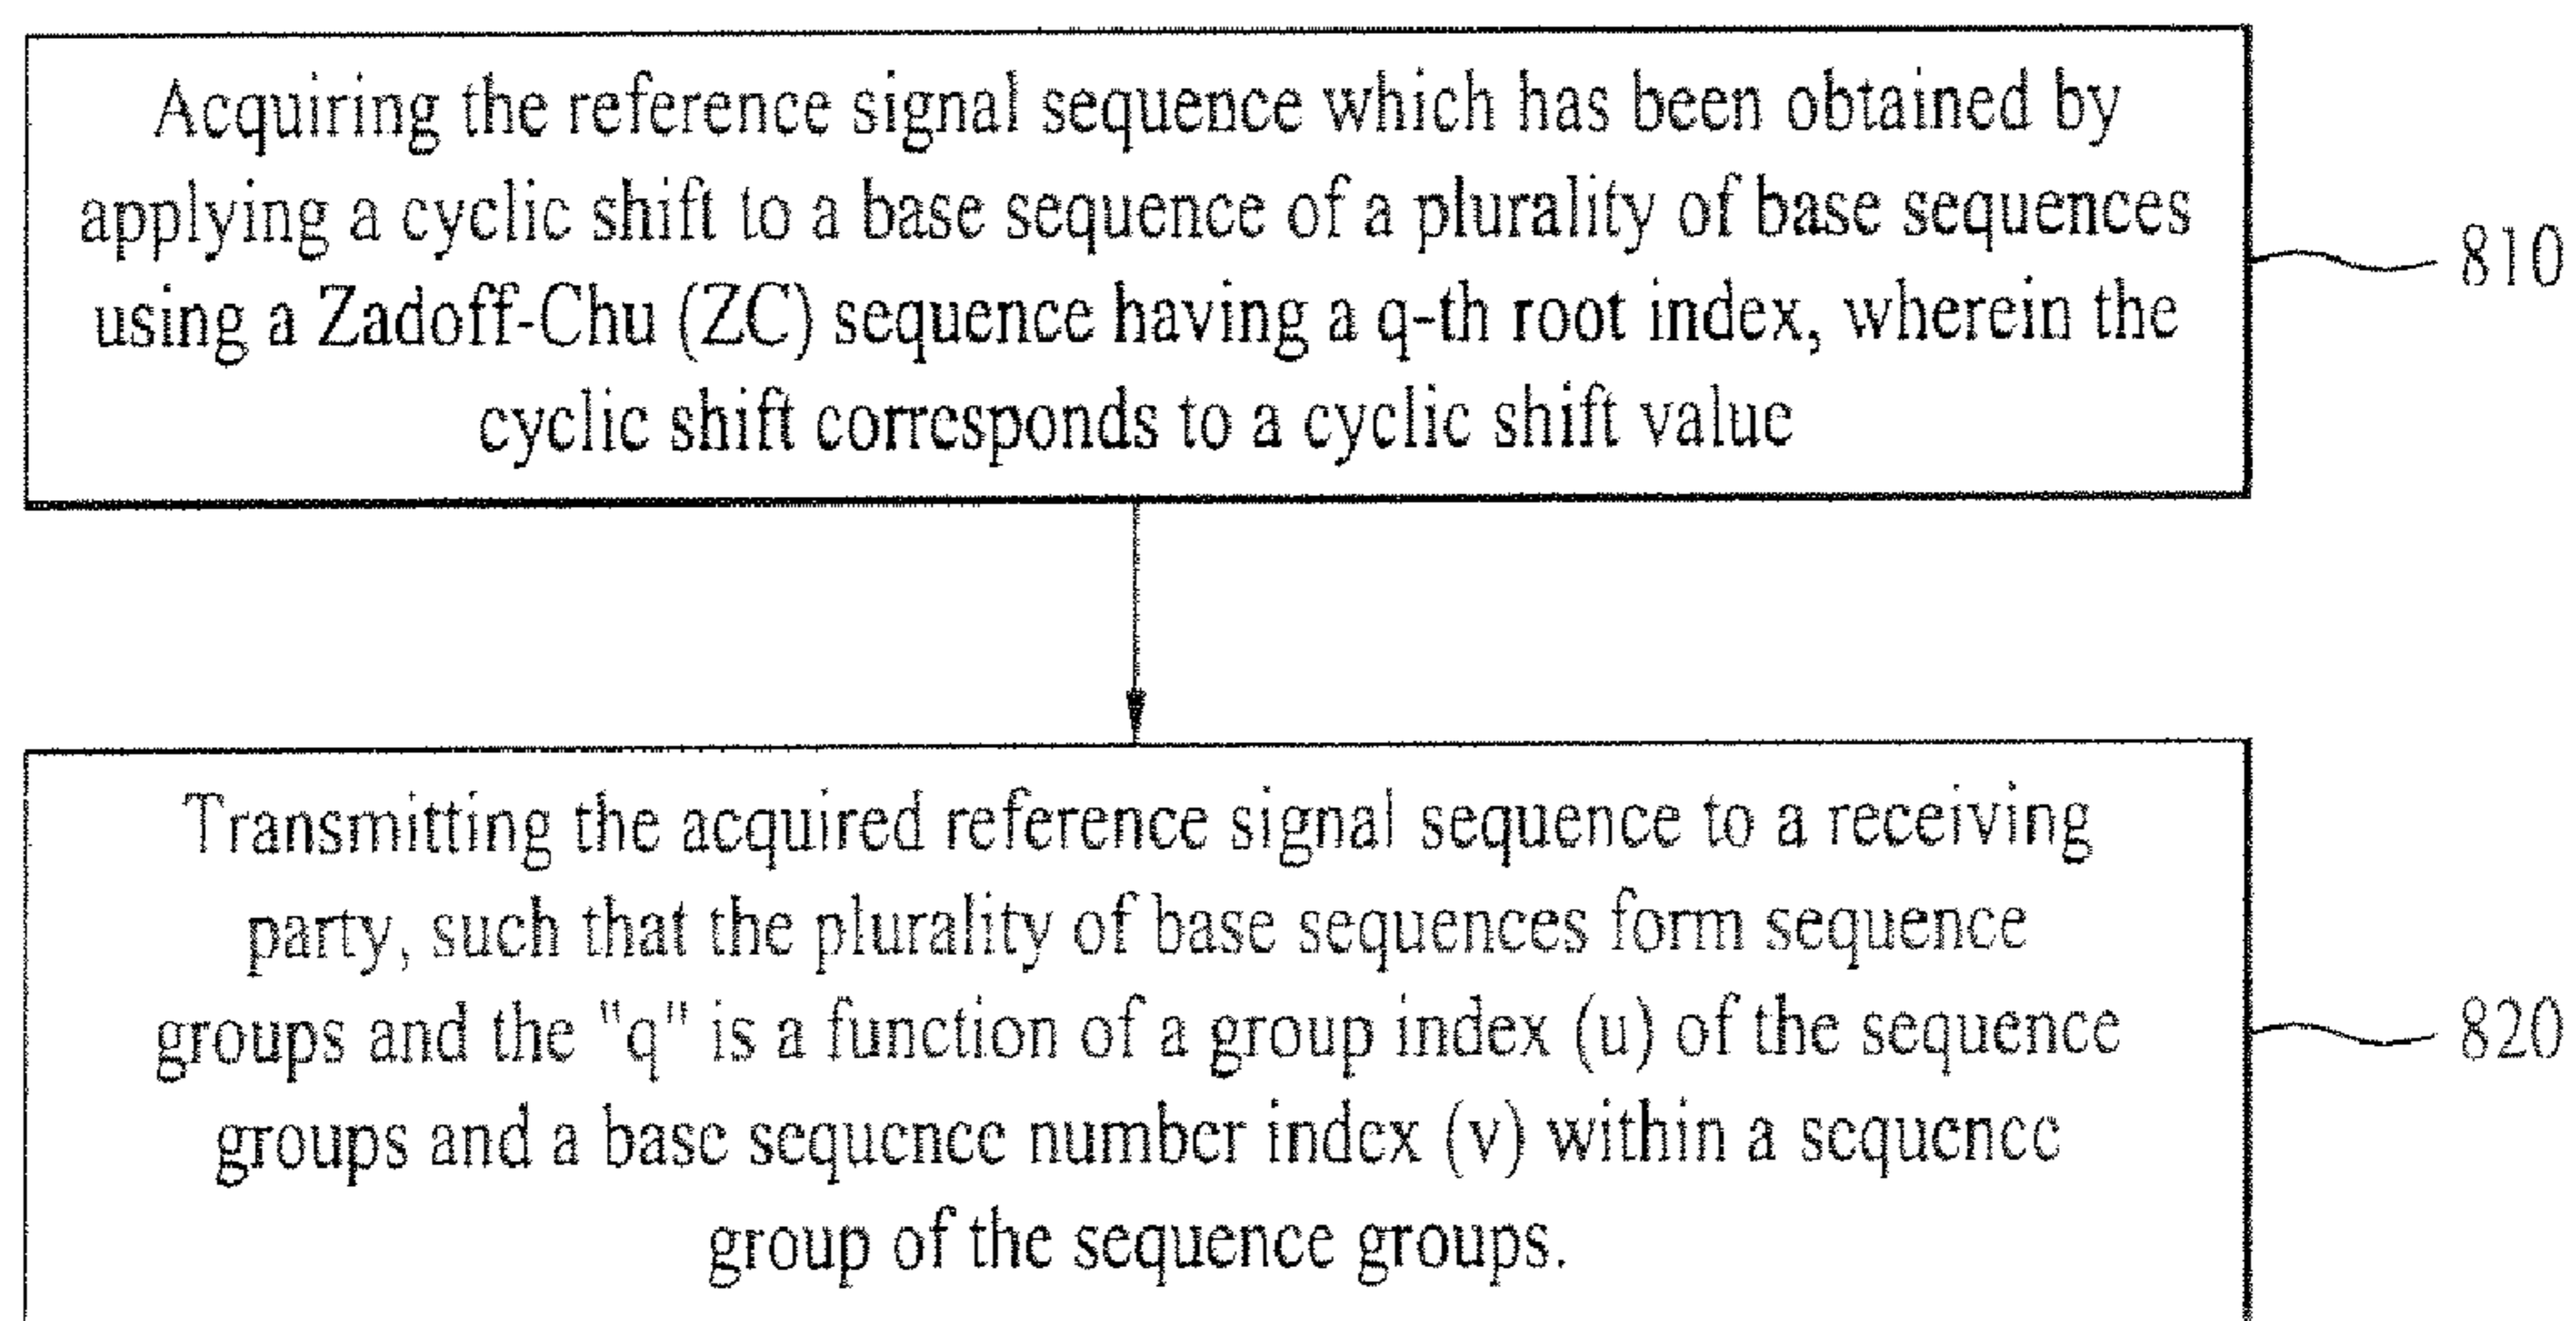 Acquiring the reference signal sequence which has been obtained by
applying a cyclic shift to a base sequence of a plurality of base sequences
using a Zadoff-Chu (ZC) sequence having a q-th root index, wherein the
cyclic shift corresponds to a cyclic shift value
810
Transmitting the acquired reference signal sequence to a receiving
party, such that the plurality of base sequences form sequence
groups and the "q" is a function of a group index (u) of the sequence
groups and a base sequence number index (v) within a sequence
group of the sequence groups.
820